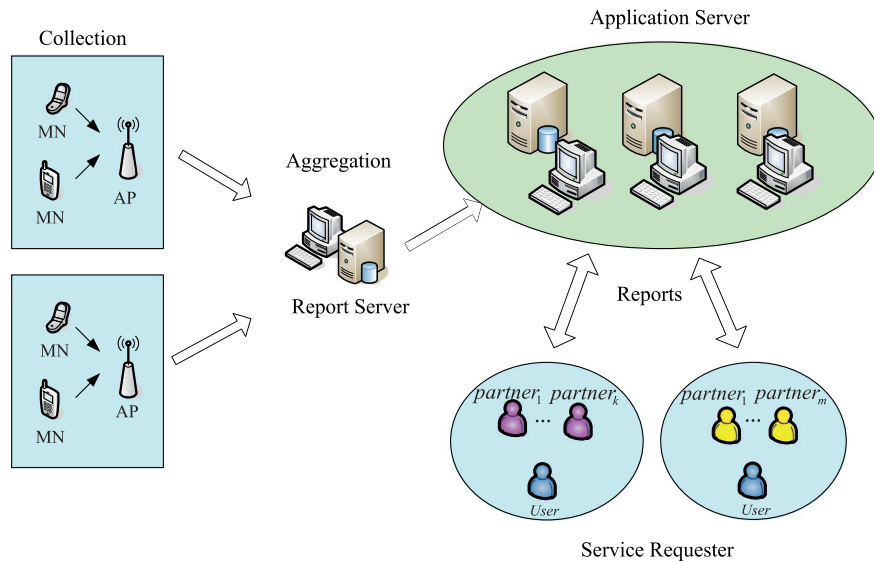 Application Server
Collection
MN
AP
MN
Aggregation
Report Server
MN
AP
MN
Reports
partner1 ... partnerk
User
partner1 ... partnerm
User
Service Requester